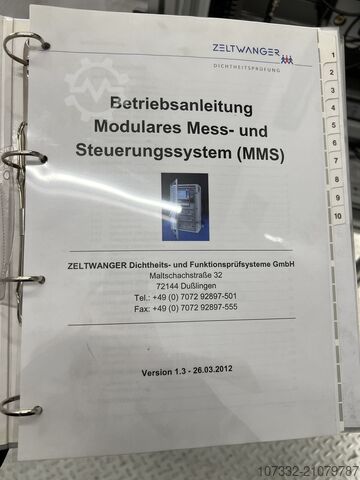 ZELTWANGER
DICHTHEITSPRÜFUNG
Betriebsanleitung
Modulares Mess- und
Steuerungssystem (MMS)
ZELTWANGER Dichtheits- und Funktionsprüfsysteme GmbH
Maltschachstraße 32
72144 Dußlingen
Tel.: +49 (0) 7072 92897-501
Fax: +49 (0) 7072 92897-555
Version 1.3 - 26.03.2012
1
2
3
4
5
6
7
8
9
10
107332-21079787